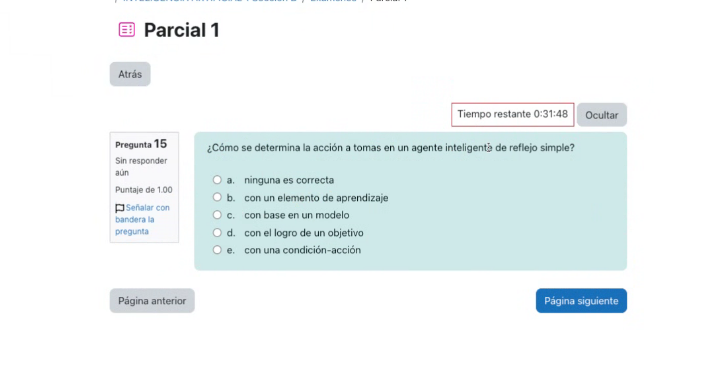 Parcial 1
Atrás
Tiempo restante 0:31:48
Ocultar
Pregunta 15
Sin responder
aún
Puntaje de 1.00
Señalar con
bandera la
pregunta
¿Cómo se determina la acción a tomas en un agente inteligente de reflejo simple?
a. ninguna es correcta
b. con un elemento de aprendizaje
c. con base en un modelo
d. con el logro de un objetivo
e. con una condición-acción
Página anterior
Página siguiente